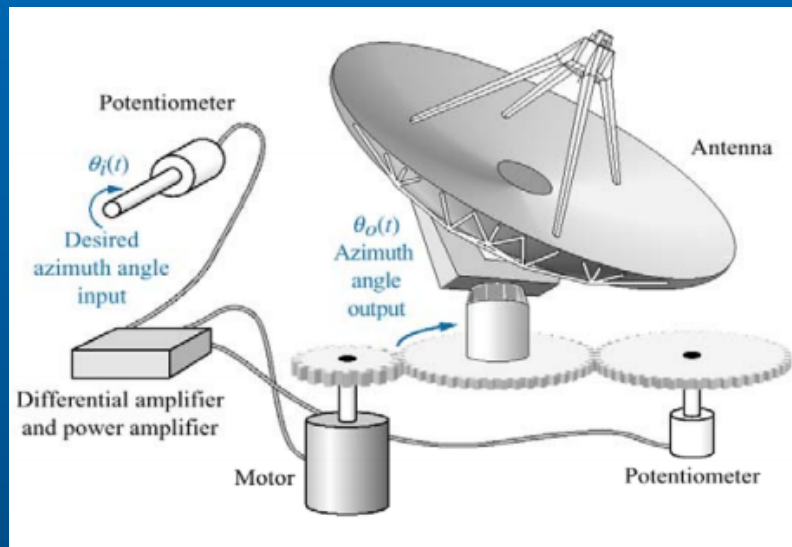 Potentiometer
θi(t)
Desired
azimuth angle
input
Antenna
θo(t)
Azimuth
angle
output
Differential amplifier
and power amplifier
Motor
Potentiometer